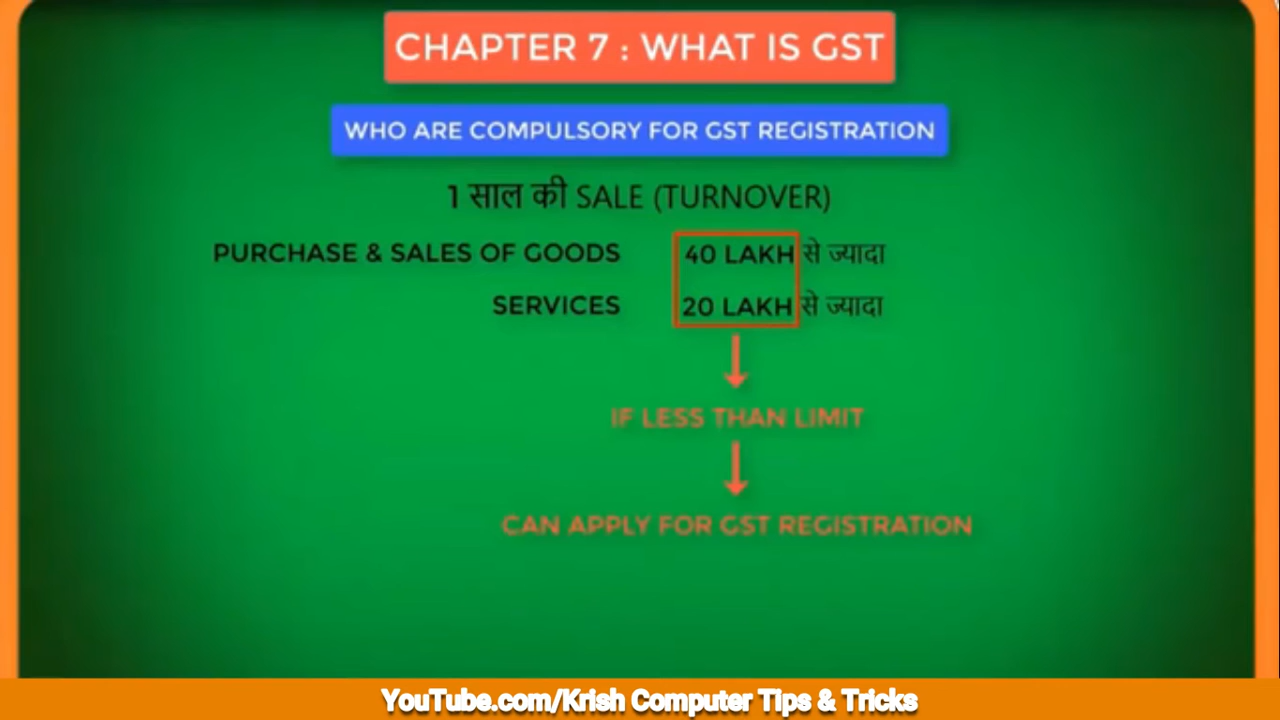 CHAPTER 7 : WHAT IS GST
WHO ARE COMPULSORY FOR GST REGISTRATION
1 साल की SALE (TURNOVER)
PURCHASE & SALES OF GOODS 40 LAKH से ज्यादा
SERVICES 20 LAKH से ज्यादा
IF LESS THAN LIMIT
CAN APPLY FOR GST REGISTRATION
YouTube.com/Krish Computer Tips & Tricks